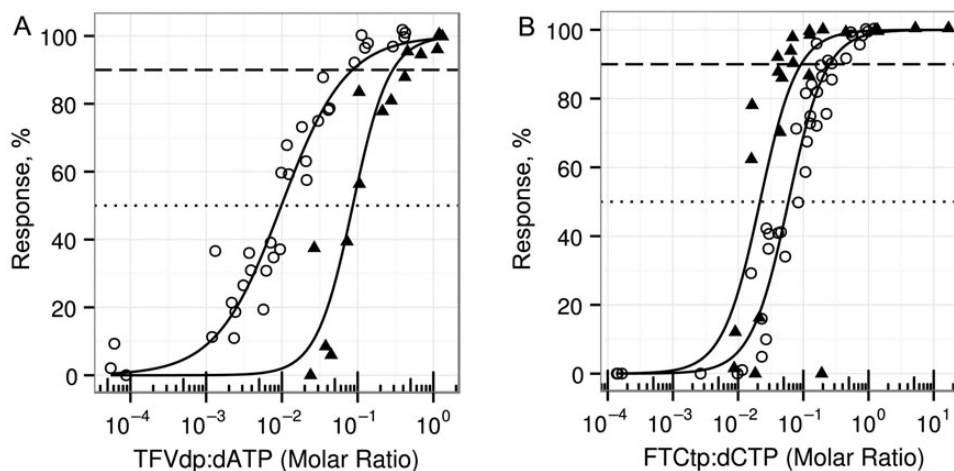 A
B
Response, %
100
80
60
40
20
0
10⁻⁴ 10⁻³ 10⁻² 10⁻¹ 10⁰
TFVdp:dATP (Molar Ratio)
Response, %
100
80
60
40
20
0
10⁻⁴ 10⁻³ 10⁻² 10⁻¹ 10⁰ 10¹
FTCtp:dCTP (Molar Ratio)